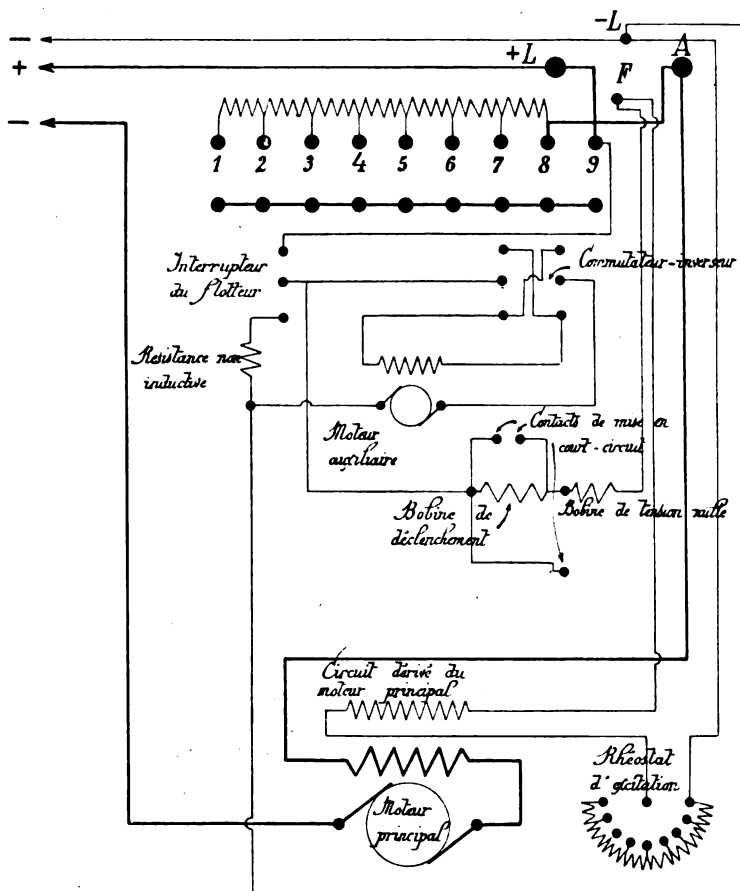 −L
−
+
+L
A
F
−
1 2 3 4 5 6 7 8 9
Interrupteur
du flotteur
Commutateur-inverseur
Résistance non
inductive
Moteur
auxiliaire
Contacts de mise en
court-circuit
Bobine de
déclenchement
Bobine de tension nulle
Circuit dérivé du
moteur principal
Rhéostat
d'excitation
Moteur
principal